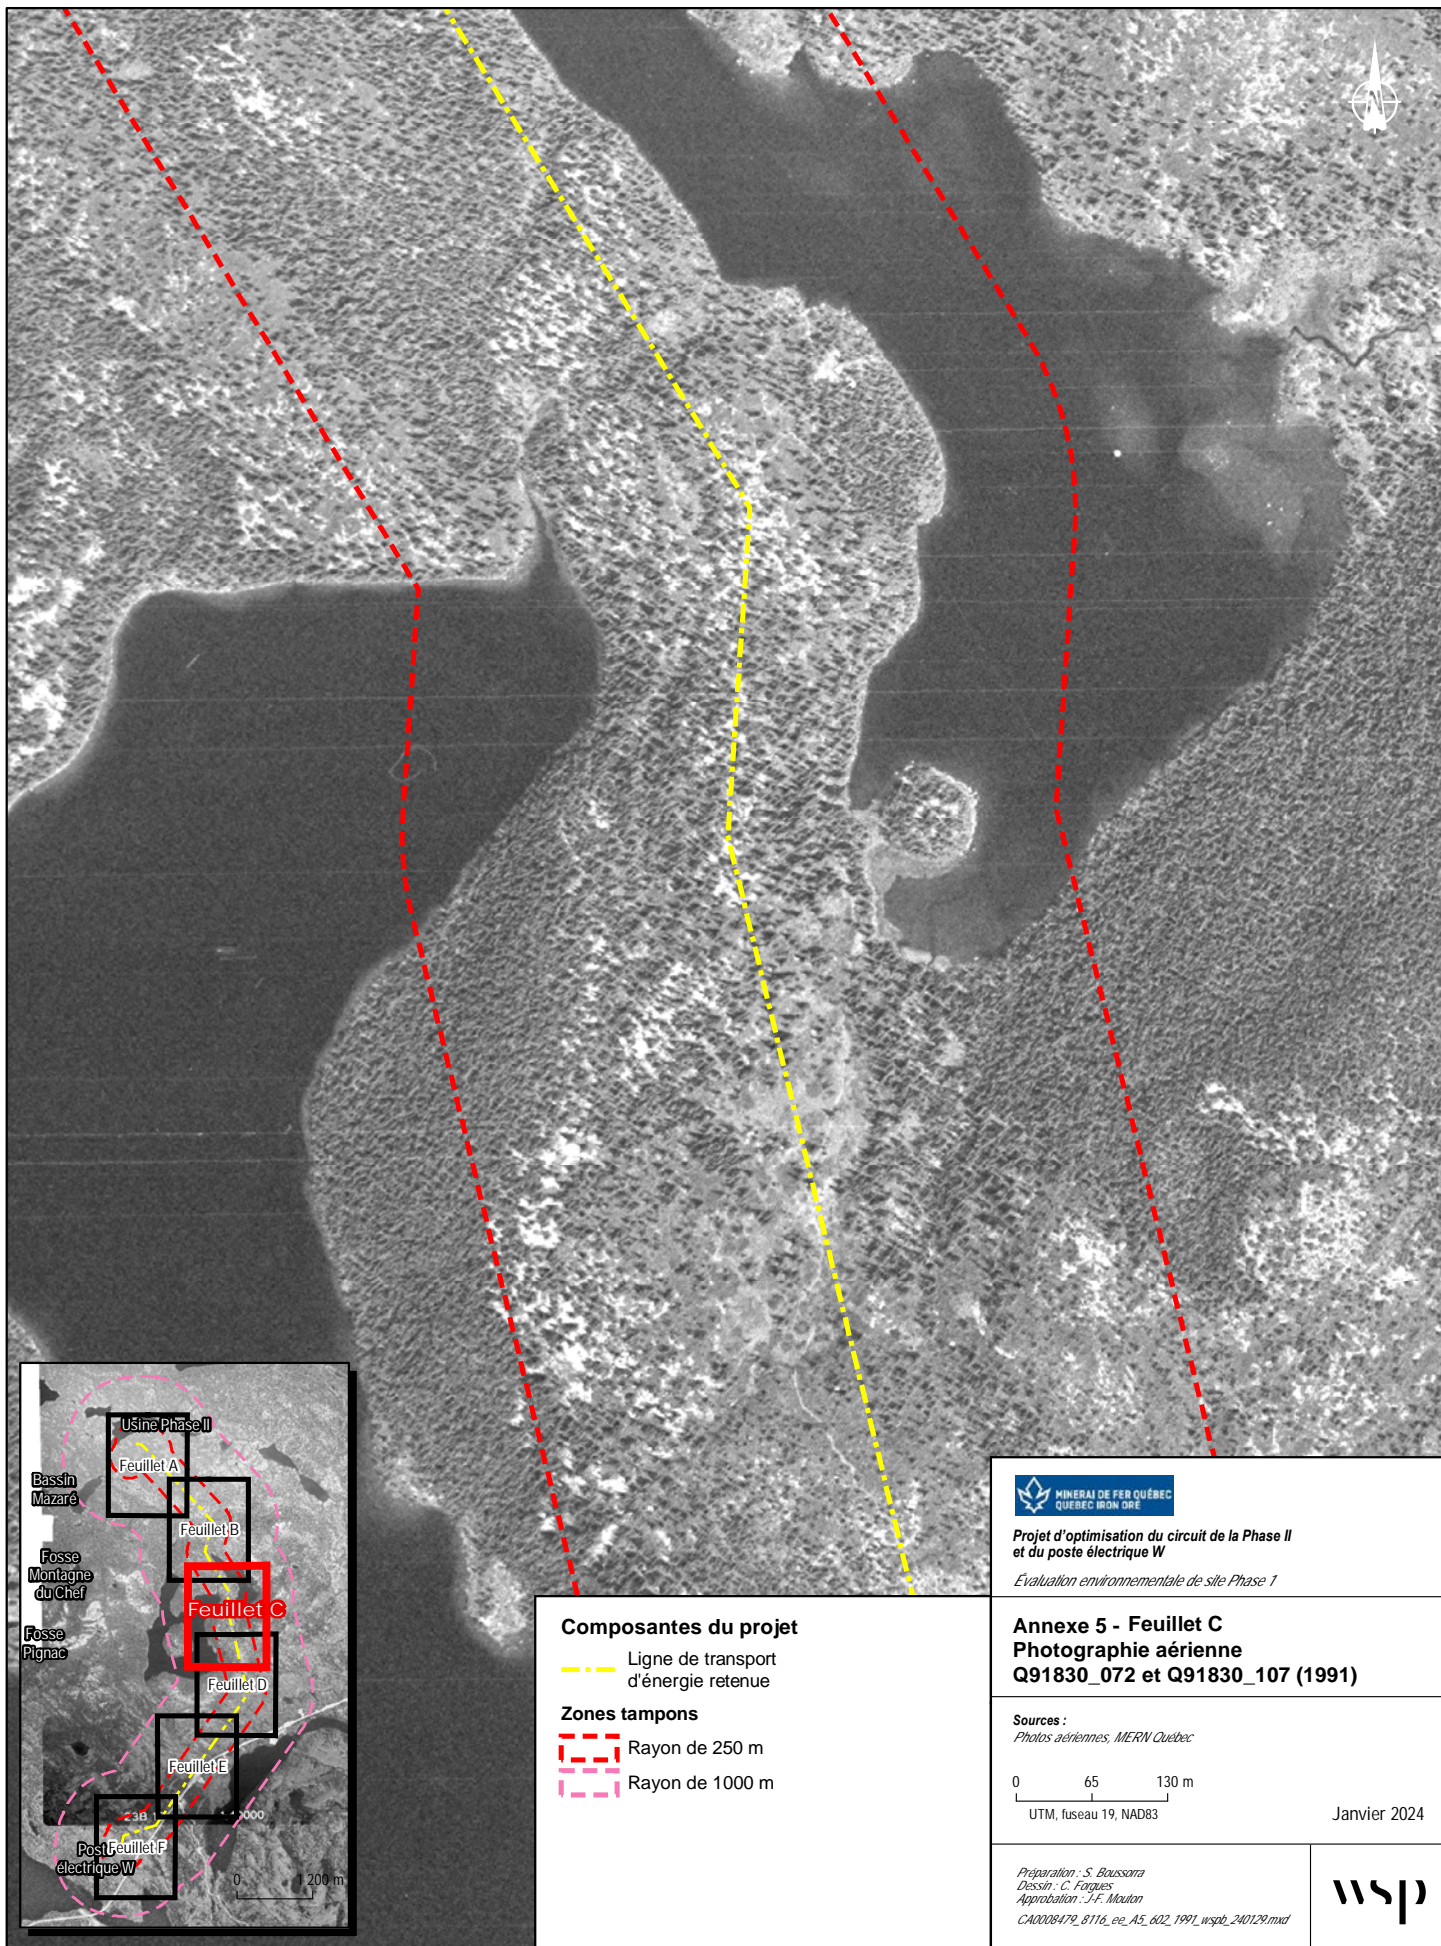 N
Usine Phase II
Feuillet A
Bassin
Mazaré
Feuillet B
Fosse
Montagne
du Chef
Feuillet C
Fosse
Pignac
Feuillet D
Feuillet E
23B
0000
Feuillet F
électrique W
0 1 200 m
Composantes du projet
Ligne de transport
d'énergie retenue
Zones tampons
Rayon de 250 m
Rayon de 1000 m
MINERAI DE FER QUÉBEC
QUEBEC IRON ORE
Projet d'optimisation du circuit de la Phase II
et du poste électrique W
Évaluation environnementale de site Phase 1
Annexe 5 - Feuillet C
Photographie aérienne
Q91830_072 et Q91830_107 (1991)
Sources :
Photos aériennes, MERN Québec
0 65 130 m
UTM, fuseau 19, NAD83
Janvier 2024
Préparation : S. Boussorra
Dessin : C. Forgues
Approbation : J-F. Mouton
CA0008479_8116_ee_A5_602_1991_wspb_240129.mxd
wsp